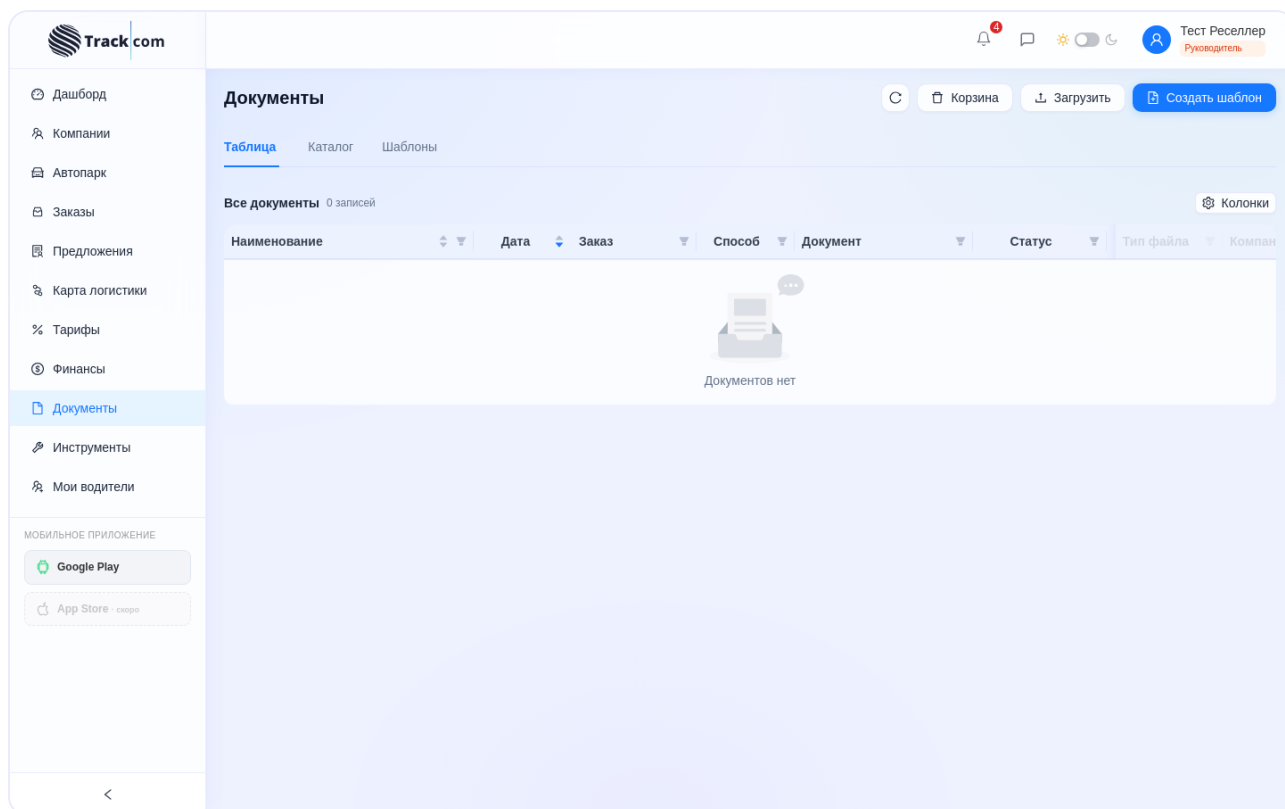 Track com
4
Тест Реселлер
Руководитель
Дашборд
Компании
Автопарк
Заказы
Предложения
Карта логистики
Тарифы
Финансы
Документы
Инструменты
Мои водители
МОБИЛЬНОЕ ПРИЛОЖЕНИЕ
Google Play
App Store - скоро
Документы
Корзина
Загрузить
Создать шаблон
Таблица Каталог Шаблоны
Все документы 0 записей
Колонки
Наименование Дата Заказ Способ Документ Статус Тип файла Компан
Документов нет